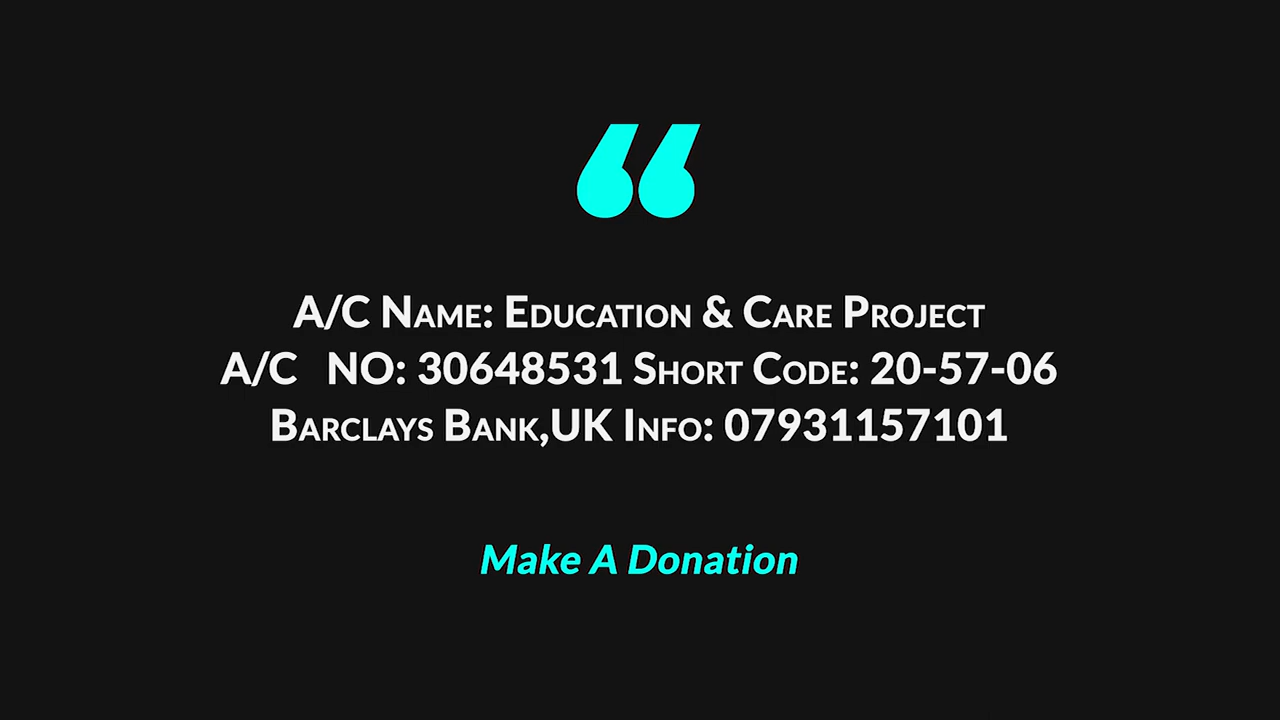 “
A/C Name: Education & Care Project
A/C NO: 30648531 Short Code: 20-57-06
Barclays Bank,UK Info: 07931157101
Make A Donation